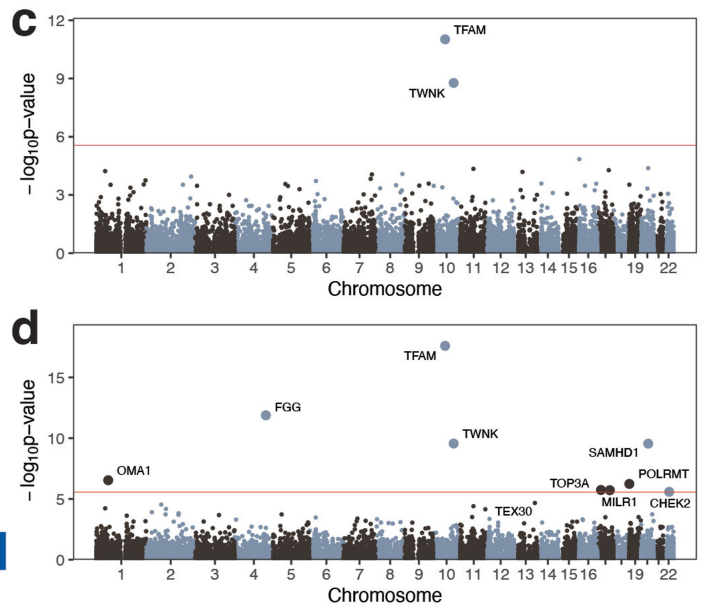 c
12
9
6
3
0
−log10p−value
TFAM
TWNK
1 2 3 4 5 6 7 8 9 10 11 12 13 14 15 16 19 22
Chromosome
d
15
10
5
0
−log10p−value
TFAM
FGG
TWNK
SAMHD1
OMA1
POLRMT
TOP3A
MILR1
CHEK2
TEX30
1 2 3 4 5 6 7 8 9 10 11 12 13 14 15 16 19 22
Chromosome